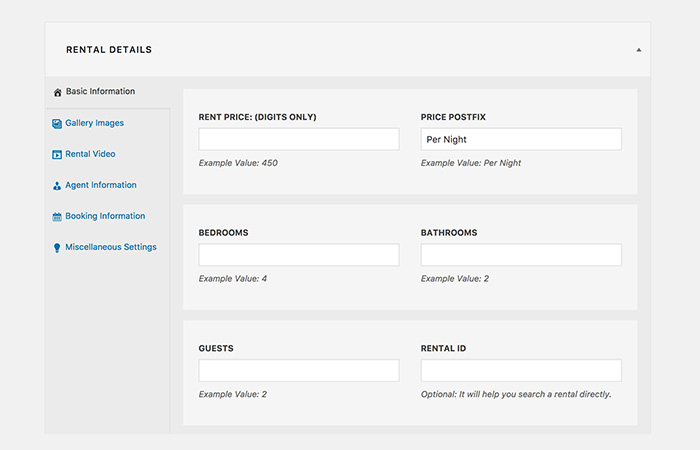 RENTAL DETAILS
Basic Information
Gallery Images
Rental Video
Agent Information
Booking Information
Miscellaneous Settings
RENT PRICE: (DIGITS ONLY)
Example Value: 450
PRICE POSTFIX
Per Night
Example Value: Per Night
BEDROOMS
Example Value: 4
BATHROOMS
Example Value: 2
GUESTS
Example Value: 2
RENTAL ID
Optional: It will help you search a rental directly.